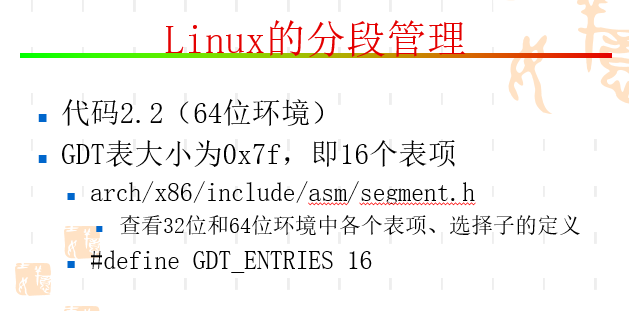 Linux的分段管理
代码2.2（64位环境）
GDT表大小为0x7f，即16个表项
arch/x86/include/asm/segment.h
查看32位和64位环境中各个表项、选择子的定义
#define GDT_ENTRIES 16